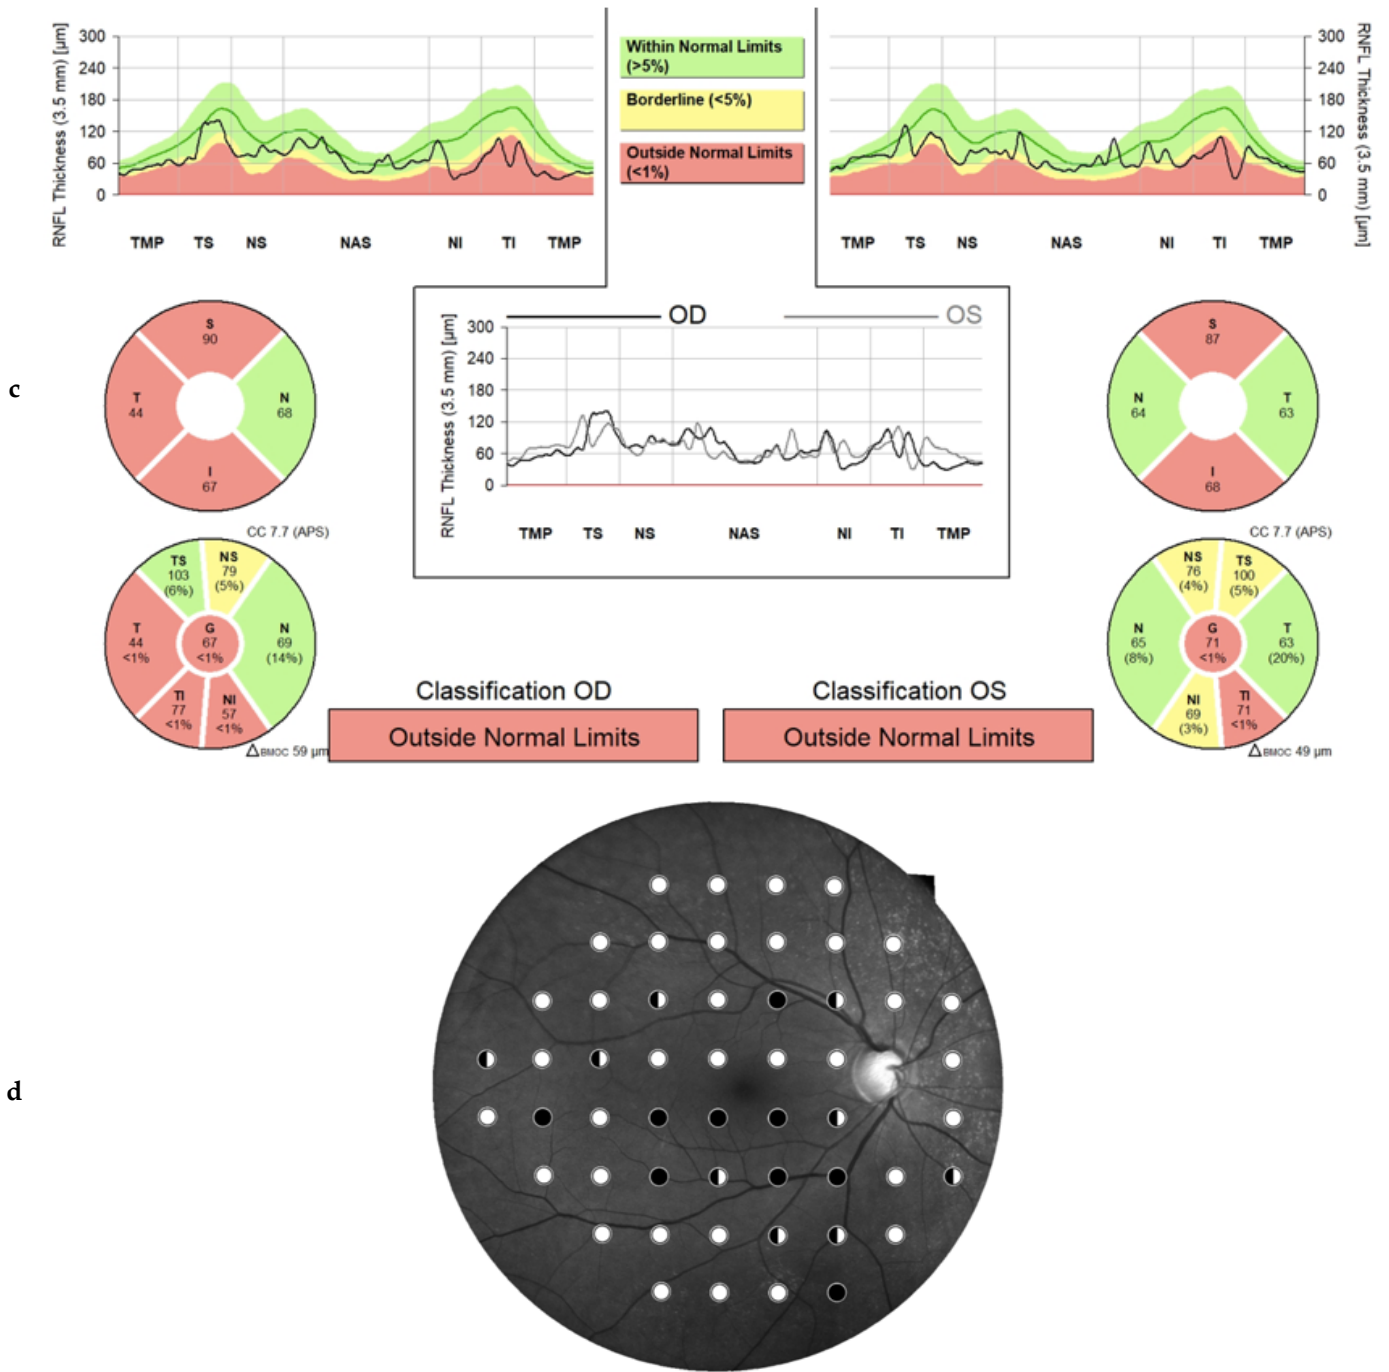 RNFL Thickness (3.5 mm) [µm]
300
240
180
120
60
0
TMP TS NS NAS NI TI TMP
Within Normal Limits
(>5%)
Borderline (<5%)
Outside Normal Limits
(<1%)
300
240
180
120
60
0
RNFL Thickness (3.5 mm) [µm]
TMP TS NS NAS NI TI TMP
c
S
90
T
44
N
68
I
67
CC 7.7 (APS)
TS
103
(6%)
NS
79
(5%)
T
44
<1%
G
67
<1%
N
69
(14%)
TI
77
<1%
NI
57
<1%
△BMOC 59 µm
OD OS
RNFL Thickness (3.5 mm) [µm]
300
240
180
120
60
0
TMP TS NS NAS NI TI TMP
Classification OD
Outside Normal Limits
Classification OS
Outside Normal Limits
S
87
N
64
T
63
I
68
CC 7.7 (APS)
NS
76
(4%)
TS
100
(5%)
N
65
(8%)
G
71
<1%
T
63
(20%)
NI
69
(3%)
TI
71
<1%
△BMOC 49 µm
d